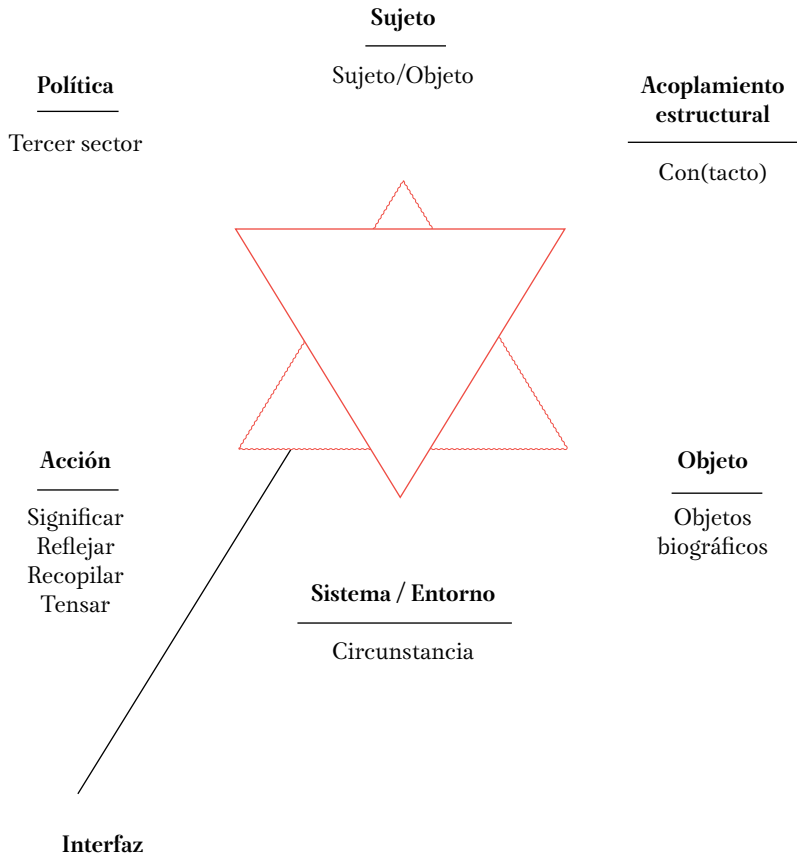 Sujeto
Sujeto/Objeto
Política
Tercer sector
Acoplamiento
estructural
Con(tacto)
Acción
Significar
Reflejar
Recopilar
Tensar
Objeto
Objetos
biográficos
Sistema / Entorno
Circunstancia
Interfaz